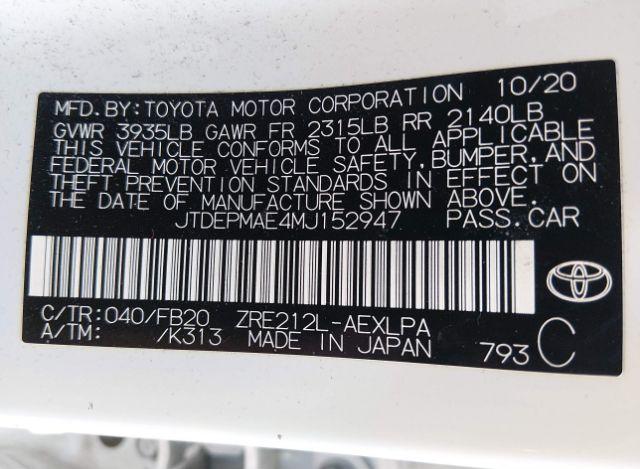 MFD.BY:TOYOTA MOTOR CORPORATION 10/20
GVWR 3935LB GAWR FR 2315LB RR 2140LB
THIS VEHICLE CONFORMS TO ALL APPLICABLE
FEDERAL MOTOR VEHICLE SAFETY,BUMPER,AND
THEFT PREVENTION STANDARDS IN EFFECT ON
THE DATE OF MANUFACTURE SHOWN ABOVE.
JTDEPMAE4MJ152947 PASS.CAR
C/TR:040/FB20 ZRE212L-AEXLPA
A/TM: /K313 MADE IN JAPAN 793 C